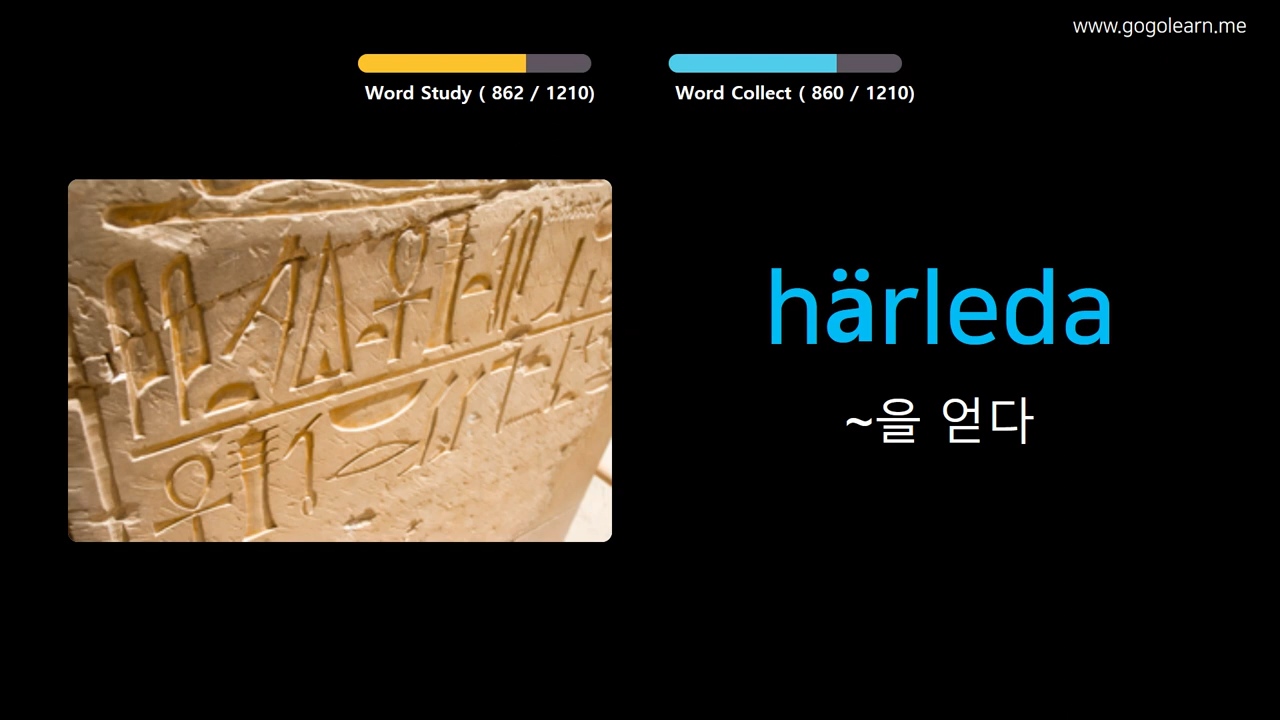 www.gogolearn.me
Word Study ( 862 / 1210)
Word Collect ( 860 / 1210)
härleda
~을 얻다